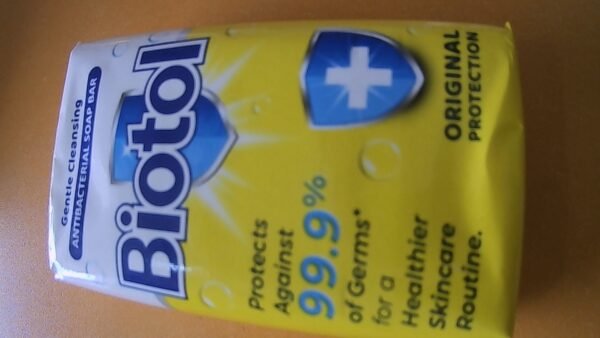 Gentle Cleansing
ANTIBACTERIAL SOAP BAR
Biotol
Protects
Against
99.9%
of Germs*
for a
Healthier
Skincare
Routine.
ORIGINAL
PROTECTION